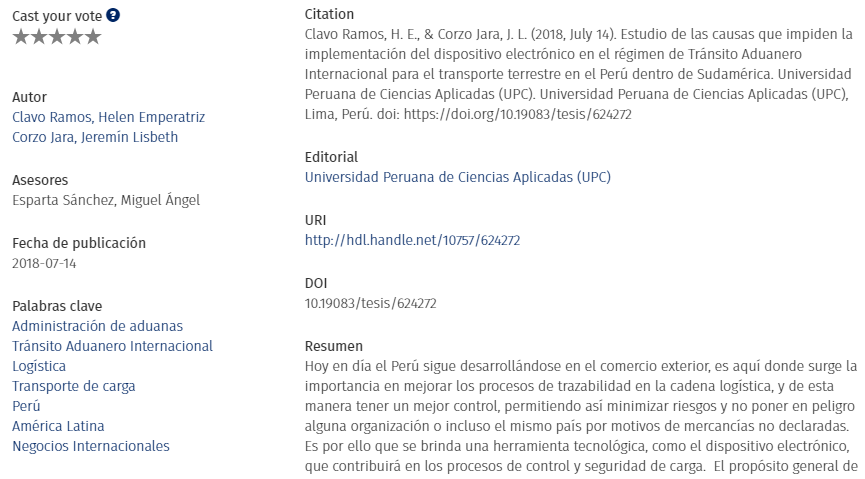 Cast your vote ?
Autor
Clavo Ramos, Helen Emperatriz
Corzo Jara, Jeremín Lisbeth
Asesores
Esparta Sánchez, Miguel Ángel
Fecha de publicación
2018-07-14
Palabras clave
Administración de aduanas
Tránsito Aduanero Internacional
Logística
Transporte de carga
Perú
América Latina
Negocios Internacionales
Citation
Clavo Ramos, H. E., & Corzo Jara, J. L. (2018, July 14). Estudio de las causas que impiden la
implementación del dispositivo electrónico en el régimen de Tránsito Aduanero
Internacional para el transporte terrestre en el Perú dentro de Sudamérica. Universidad
Peruana de Ciencias Aplicadas (UPC). Universidad Peruana de Ciencias Aplicadas (UPC),
Lima, Perú. doi: https://doi.org/10.19083/tesis/624272
Editorial
Universidad Peruana de Ciencias Aplicadas (UPC)
URI
http://hdl.handle.net/10757/624272
DOI
10.19083/tesis/624272
Resumen
Hoy en día el Perú sigue desarrollándose en el comercio exterior, es aquí donde surge la
importancia en mejorar los procesos de trazabilidad en la cadena logística, y de esta
manera tener un mejor control, permitiendo así minimizar riesgos y no poner en peligro
alguna organización o incluso el mismo país por motivos de mercancías no declaradas.
Es por ello que se brinda una herramienta tecnológica, como el dispositivo electrónico,
que contribuirá en los procesos de control y seguridad de carga. El propósito general de